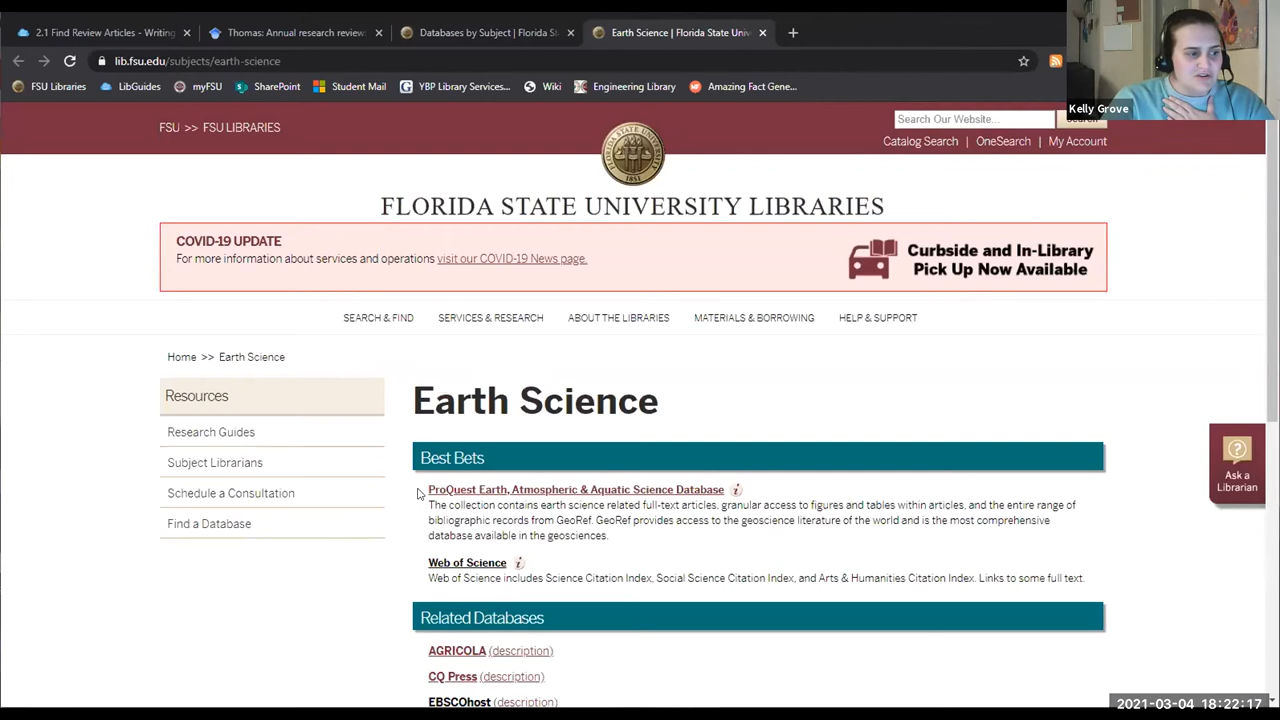 2.1 Find Review Articles - Writing
Thomas: Annual research review:
Databases by Subject | Florida S
Earth Science | Florida State Univ
lib.fsu.edu/subjects/earth-science
FSU Libraries
LibGuides
myFSU
SharePoint
Student Mail
YBP Library Services...
Wiki
Engineering Library
Amazing Fact Gene...
Kelly Grove
FSU >> FSU LIBRARIES
Search Our Website...
Catalog Search | OneSearch | My Account
1851
FLORIDA STATE UNIVERSITY LIBRARIES
COVID-19 UPDATE
For more information about services and operations visit our COVID-19 News page.
Curbside and In-Library
Pick Up Now Available
SEARCH & FIND
SERVICES & RESEARCH
ABOUT THE LIBRARIES
MATERIALS & BORROWING
HELP & SUPPORT
Home >> Earth Science
Resources
Research Guides
Subject Librarians
Schedule a Consultation
Find a Database
Earth Science
Best Bets
ProQuest Earth, Atmospheric & Aquatic Science Database i
The collection contains earth science related full-text articles, granular access to figures and tables within articles, and the entire range of
bibliographic records from GeoRef. GeoRef provides access to the geoscience literature of the world and is the most comprehensive
database available in the geosciences.
Web of Science i
Web of Science includes Science Citation Index, Social Science Citation Index, and Arts & Humanities Citation Index. Links to some full text.
Related Databases
AGRICOLA (description)
CQ Press (description)
EBSCOhost (description)
Ask a
Librarian
2021-03-04 18:22:17